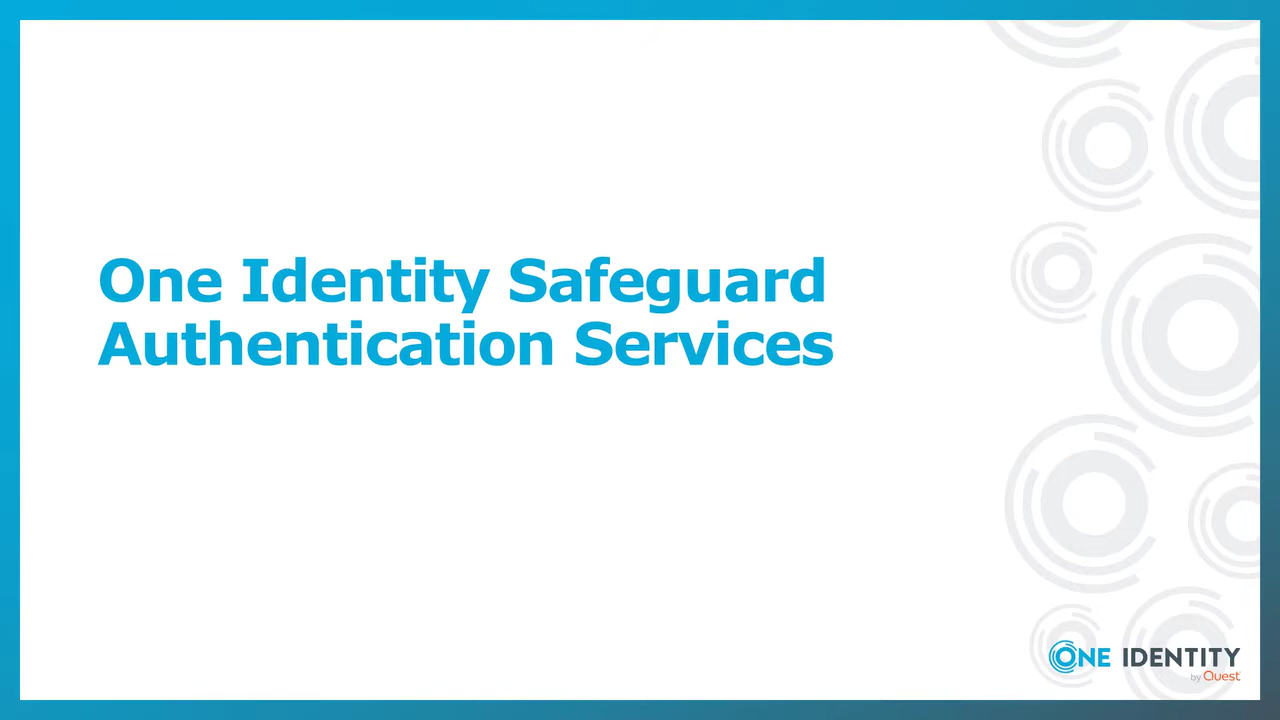 One Identity Safeguard
Authentication Services
ONE IDENTITY
by Quest